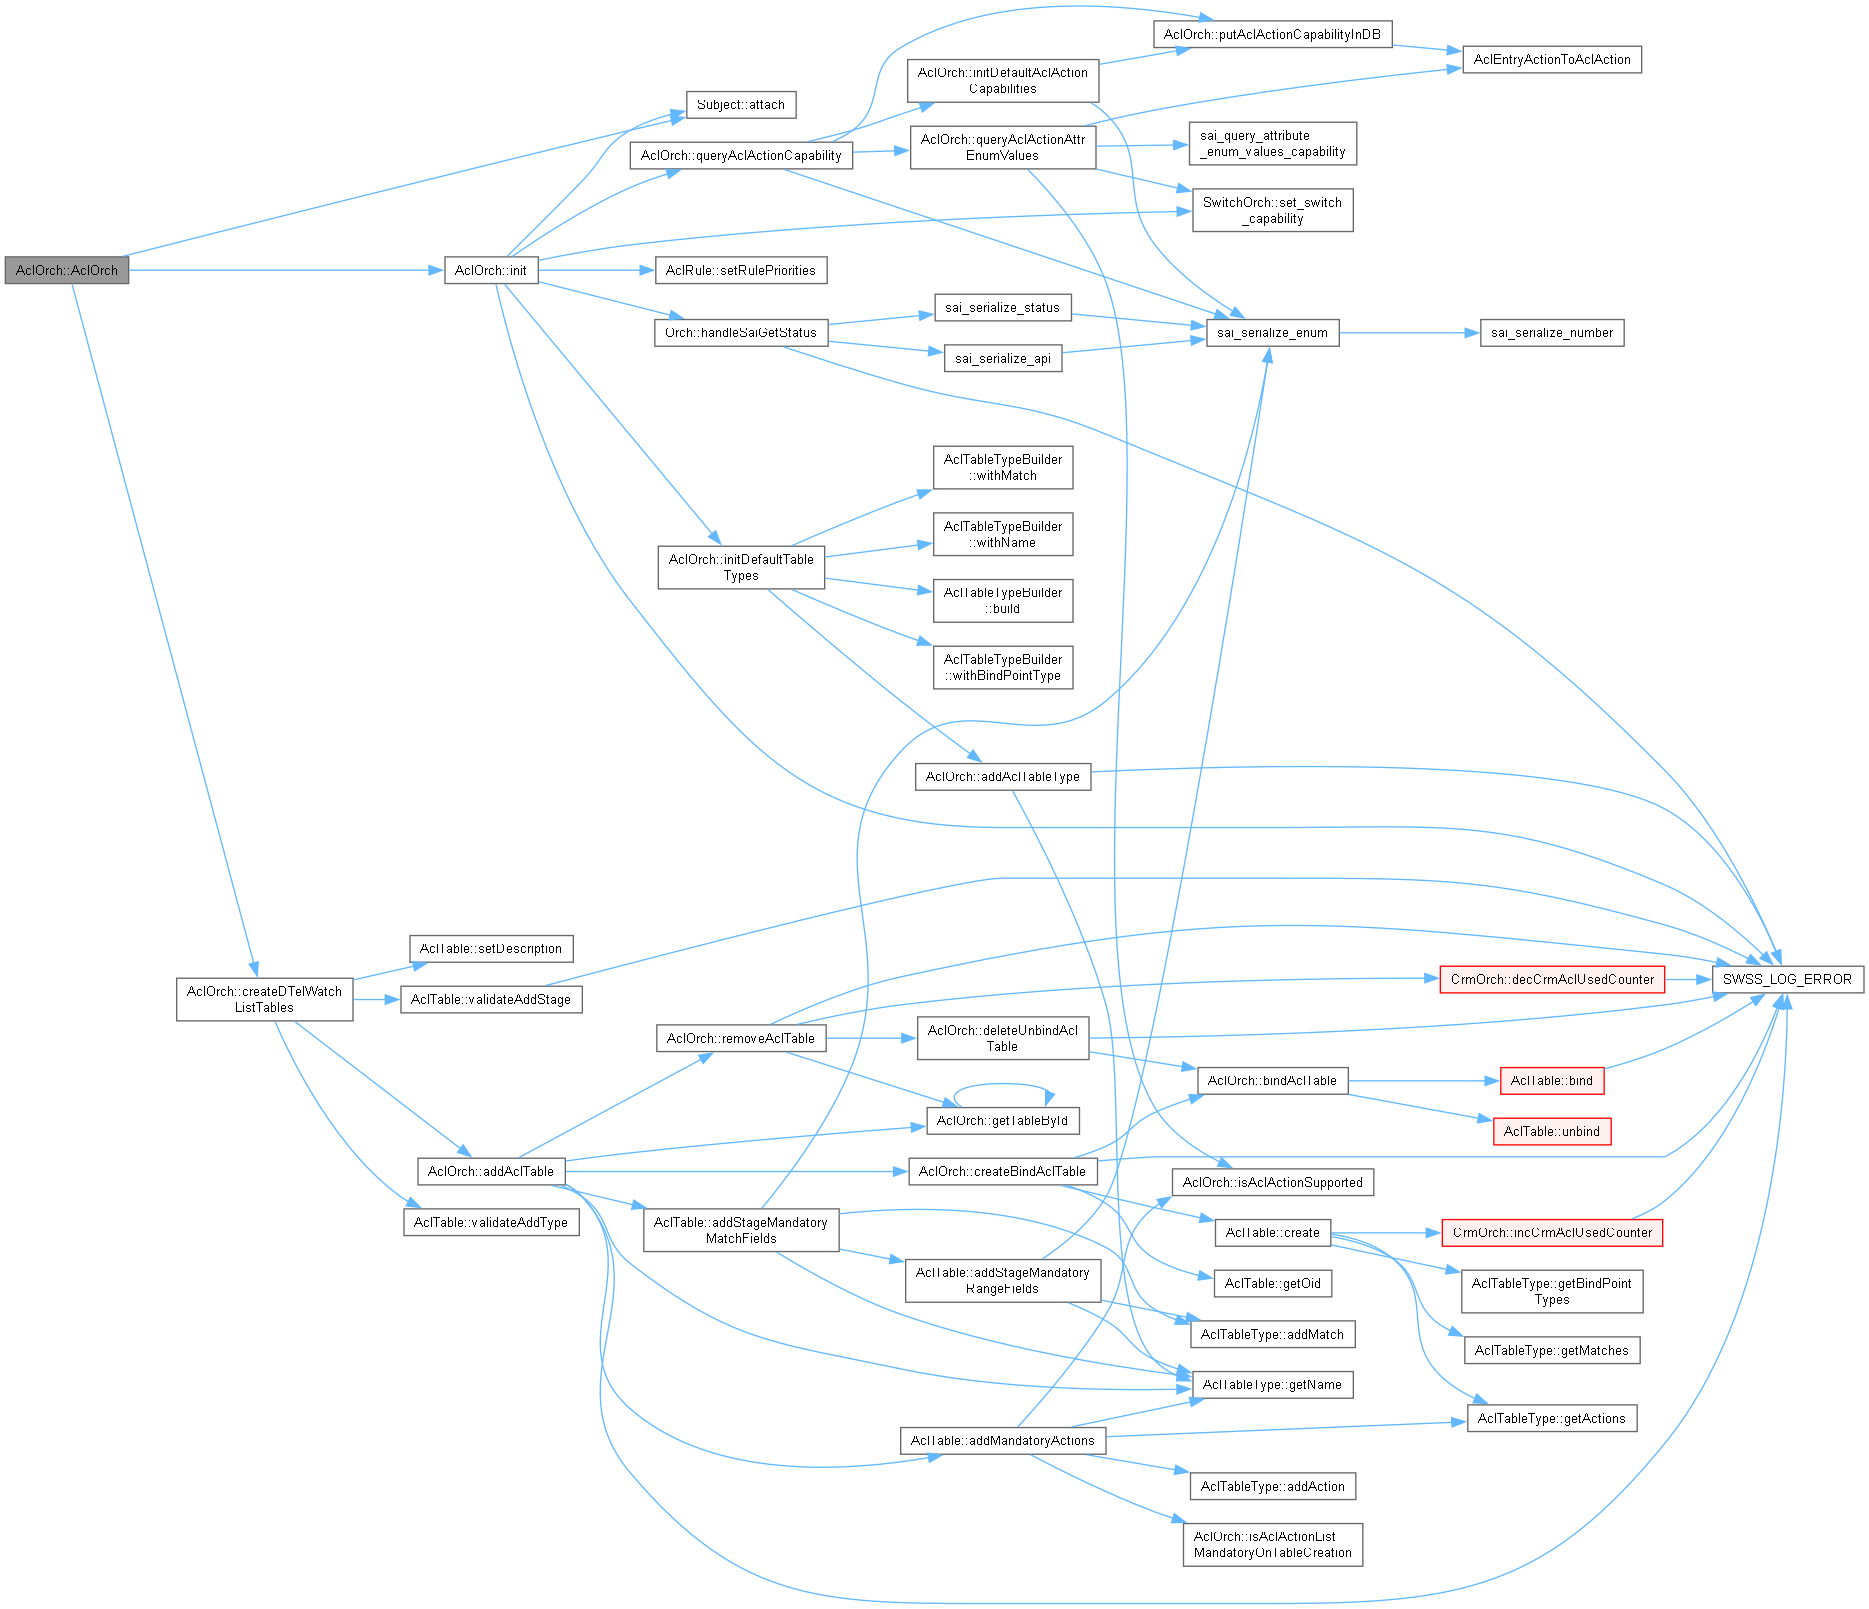 AclOrch::putAclActionCapabilityInDB
AclEntryActionToAclAction
AclOrch::initDefaultAclAction
Capabilities
Subject::attach
AclOrch::queryAclActionCapability
AclOrch::queryAclActionAttr
EnumValues
sai_query_attribute
_enum_values_capability
SwitchOrch::set_switch
_capability
AclOrch::AclOrch
AclOrch::init
AclRule::setRulePriorities
Orch::handleSaiGetStatus
sai_serialize_status
sai_serialize_api
sai_serialize_enum
sai_serialize_number
AclTableTypeBuilder
::withMatch
AclTableTypeBuilder
::withName
AclOrch::initDefaultTable
Types
AclTableTypeBuilder
::build
AclTableTypeBuilder
::withBindPointType
AclOrch::addAclTableType
AclTable::setDescription
AclOrch::createDTelWatch
ListTables
AclTable::validateAddStage
CrmOrch::decCrmAclUsedCounter
SWSS_LOG_ERROR
AclOrch::removeAclTable
AclOrch::deleteUnbindAcl
Table
AclOrch::bindAclTable
AclTable::bind
AclOrch::getTableById
AclTable::unbind
AclOrch::addAclTable
AclOrch::createBindAclTable
AclOrch::isAclActionSupported
AclTable::validateAddType
AclTable::addStageMandatory
MatchFields
AclTable::create
CrmOrch::incCrmAclUsedCounter
AclTable::addStageMandatory
RangeFields
AclTable::getOid
AclTableType::getBindPoint
Types
AclTableType::addMatch
AclTableType::getMatches
AclTableType::getName
AclTableType::getActions
AclTable::addMandatoryActions
AclTableType::addAction
AclOrch::isAclActionList
MandatoryOnTableCreation